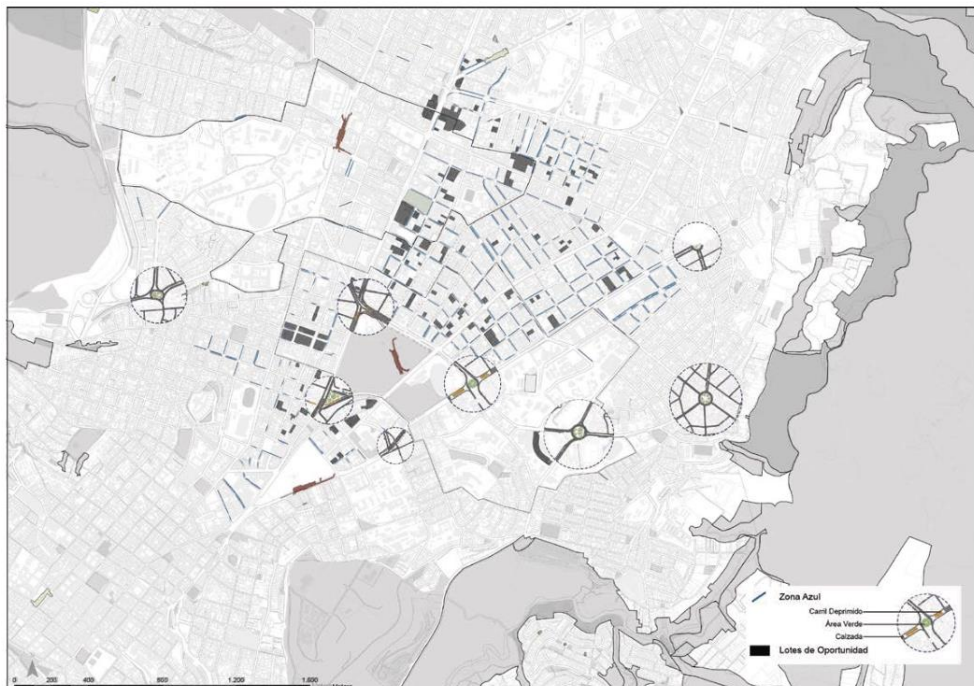 Zona Azul
Carril Deprimido
Área Verde
Calzada
Lotes de Oportunidad
0 200 400 800 1.200 1.600